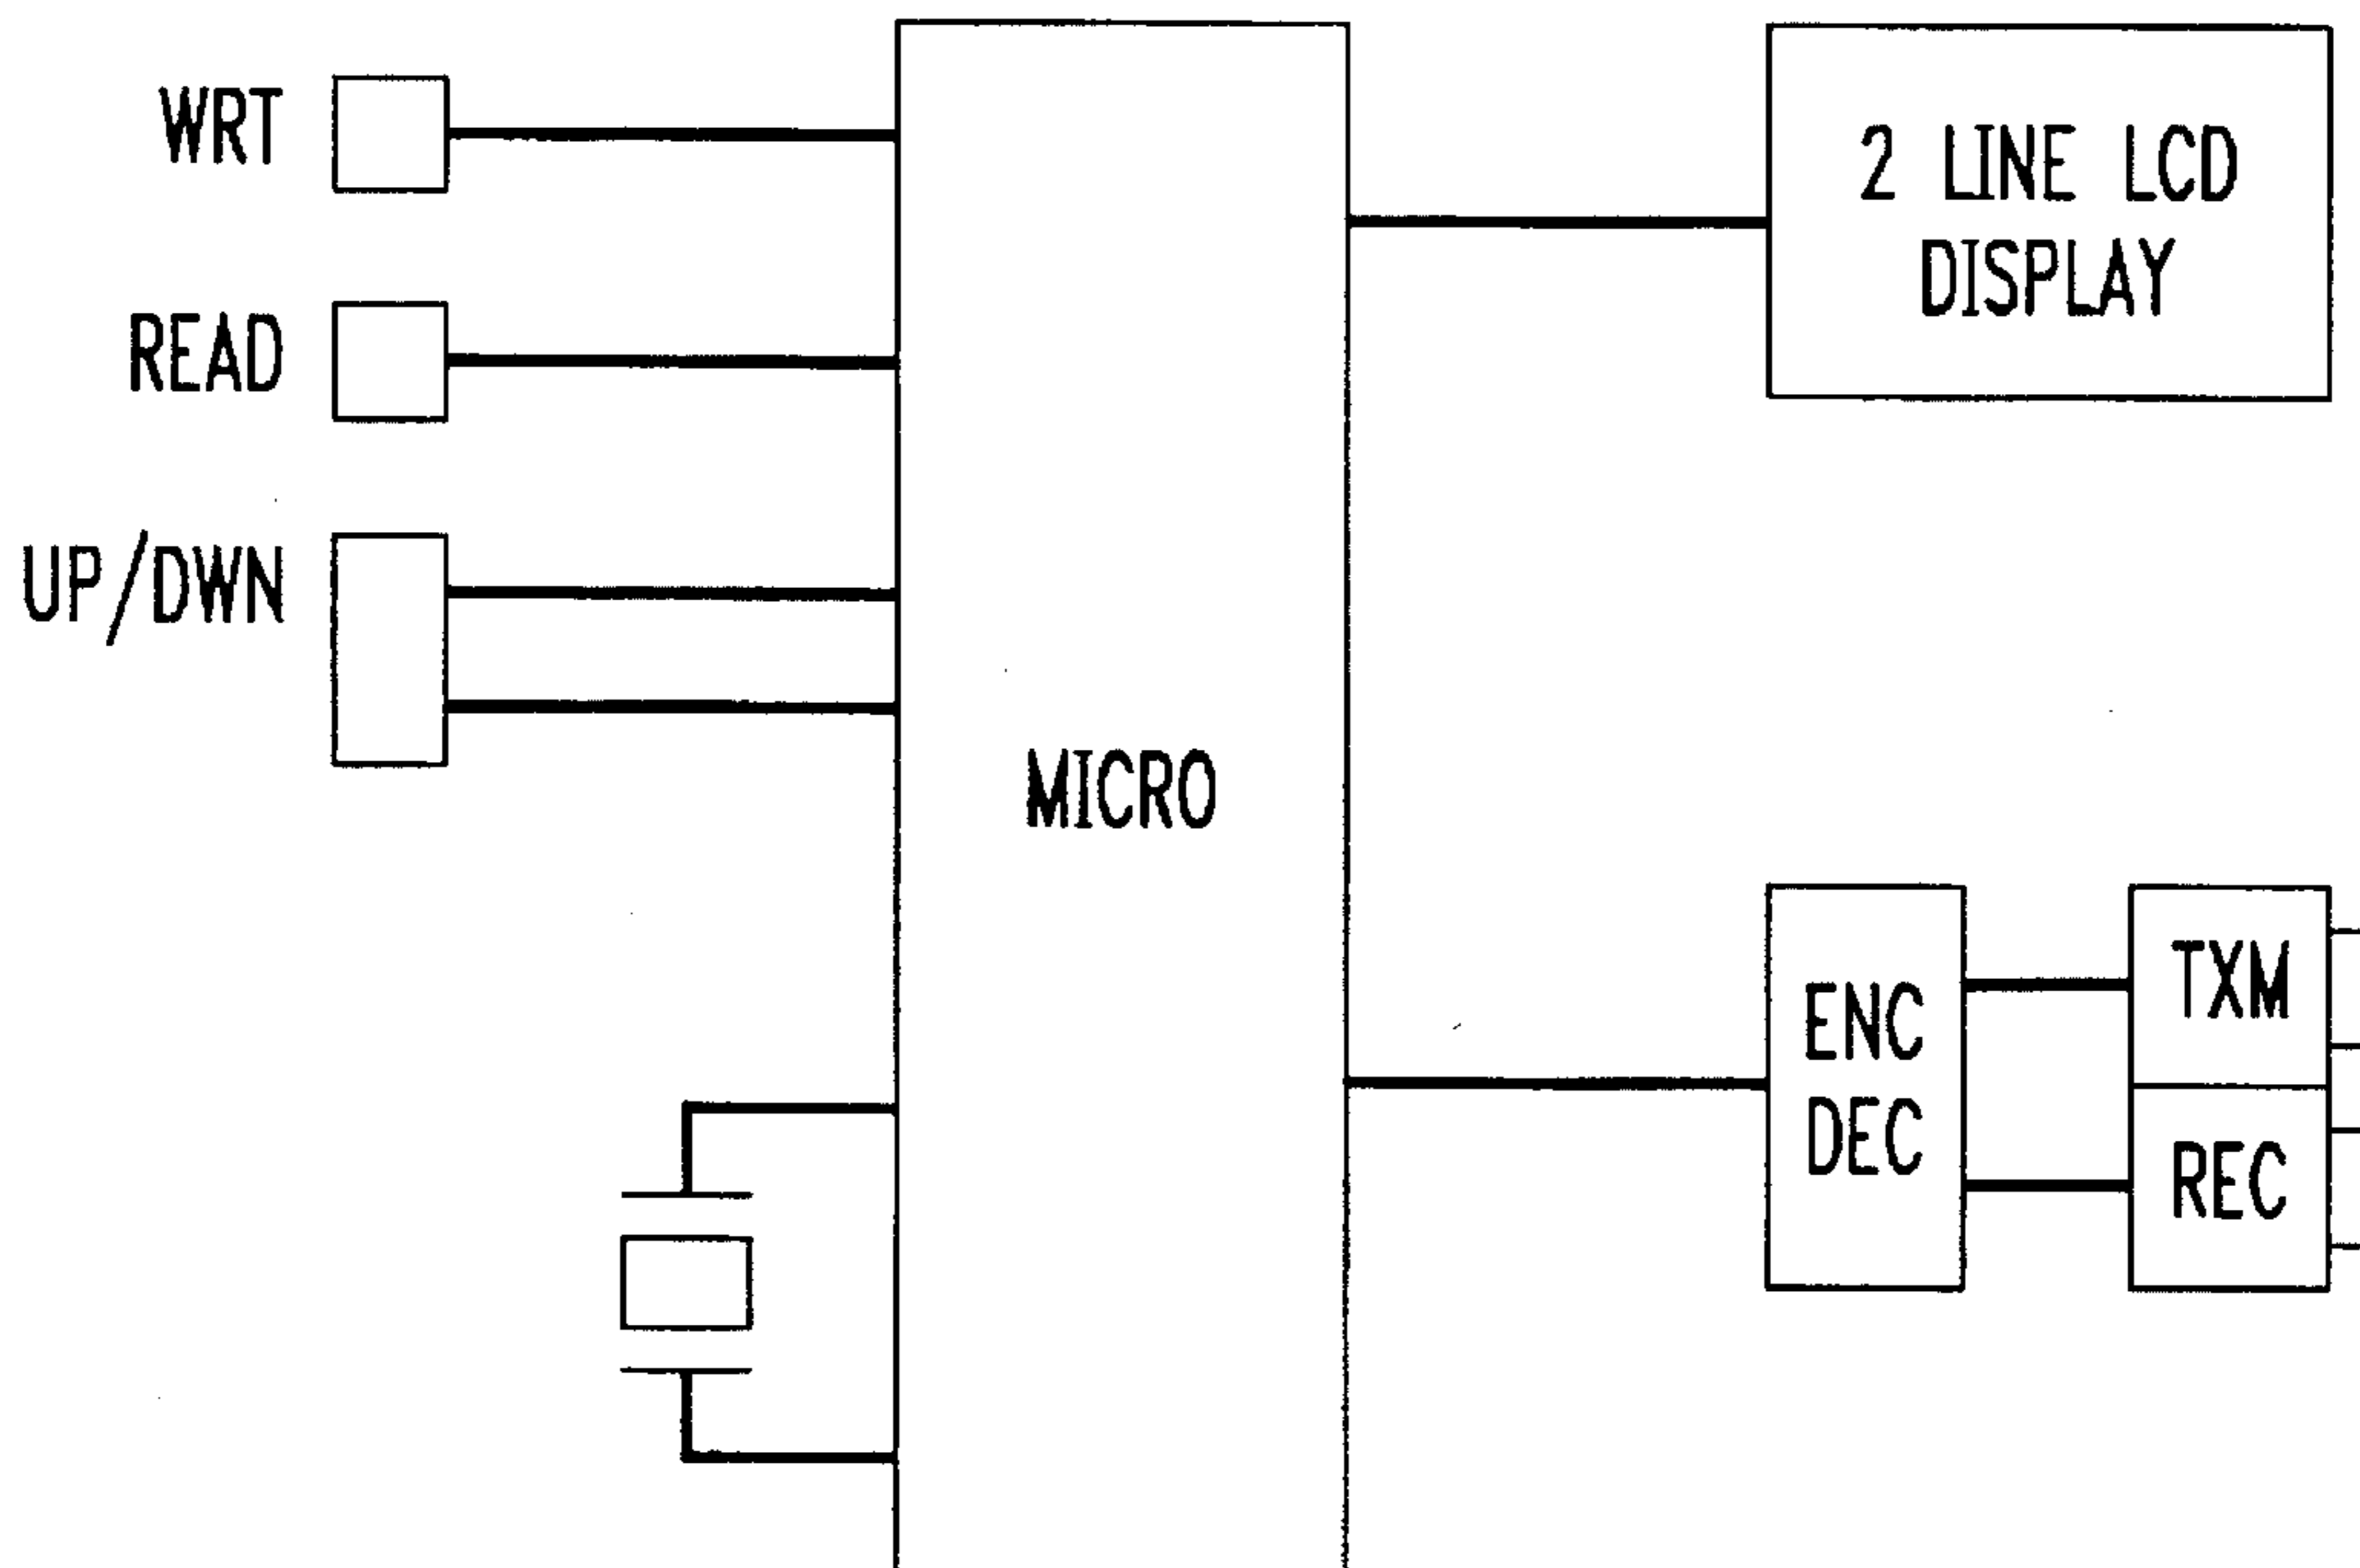 WRT
READ
UP/DWN
MICRO
2 LINE LCD
DISPLAY
ENC
DEC
TXM
REC